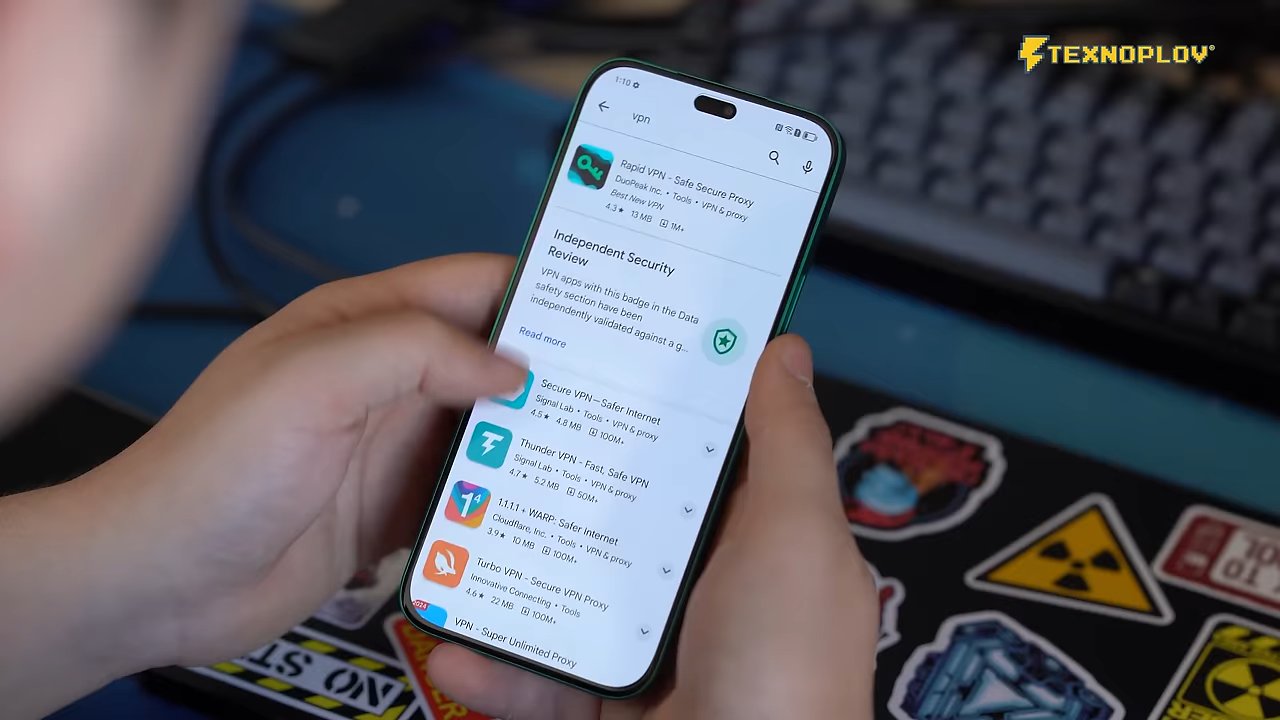 TEXNOPLOV
1:10
vpn
Rapid VPN - Safe Secure Proxy
DuoPeak Inc. • Tools • VPN & proxy
Best New VPN
4.3★ 13 MB 1M+
Independent Security
Review
VPN apps with this badge in the Data
safety section have been
independently validated against a g...
Read more
Secure VPN—Safer Internet
Signal Lab • Tools • VPN & proxy
4.5★ 4.8 MB 100M+
Thunder VPN - Fast, Safe VPN
Signal Lab • Tools • VPN & proxy
4.7★ 5.2 MB 50M+
1.1.1.1 + WARP: Safer Internet
Cloudflare, Inc. • Tools • VPN & proxy
3.9★ 10 MB 100M+
Turbo VPN - Secure VPN Proxy
Innovative Connecting • Tools
4.6★ 22 MB 100M+
2024
VPN - Super Unlimited Proxy
NO ST